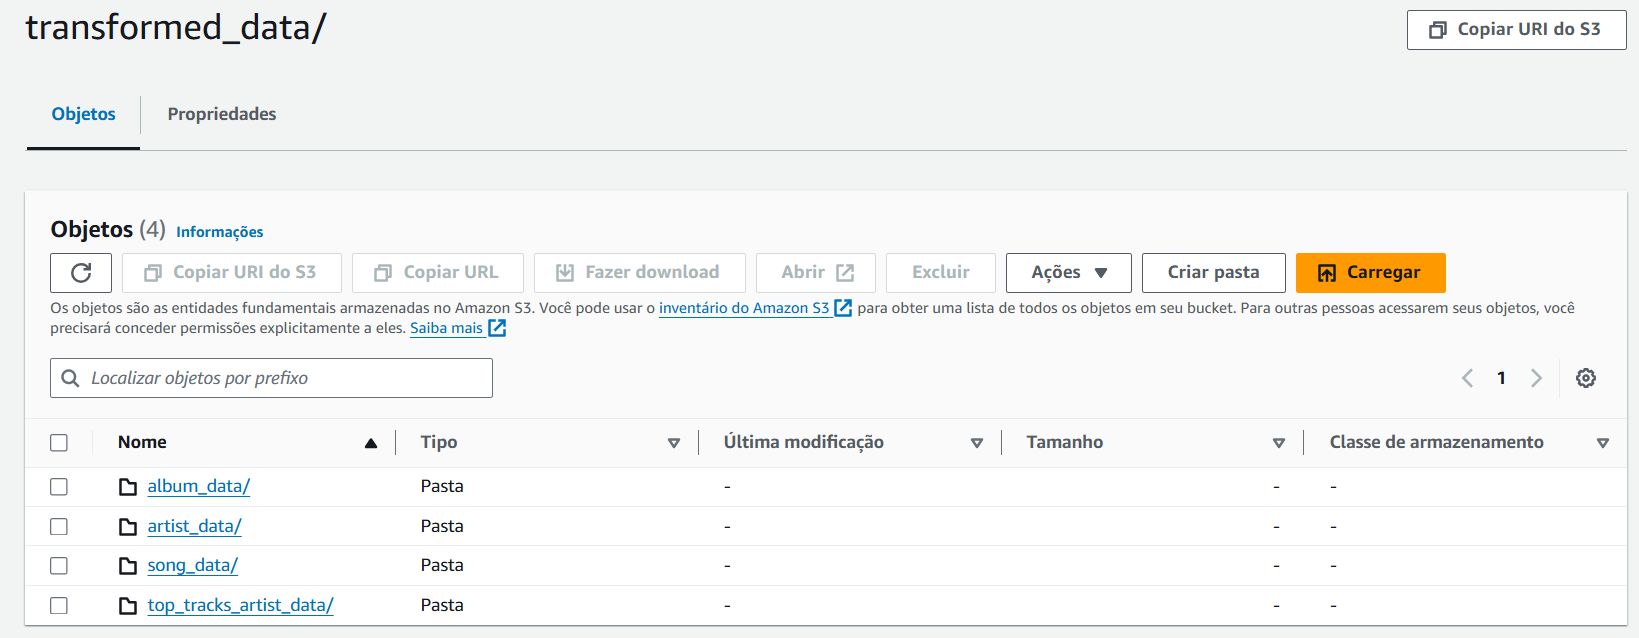 transformed_data/
Copiar URI do S3
Objetos
Propriedades
Objetos (4) Informações
Copiar URI do S3
Copiar URL
Fazer download
Abrir
Excluir
Ações
Criar pasta
Carregar
Os objetos são as entidades fundamentais armazenadas no Amazon S3. Você pode usar o inventário do Amazon S3 para obter uma lista de todos os objetos em seu bucket. Para outras pessoas acessarem seus objetos, você
precisará conceder permissões explicitamente a eles. Saiba mais
Localizar objetos por prefixo
1
Nome Tipo Última modificação Tamanho Classe de armazenamento
album_data/ Pasta - - -
artist_data/ Pasta - - -
song_data/ Pasta - - -
top_tracks_artist_data/ Pasta - - -